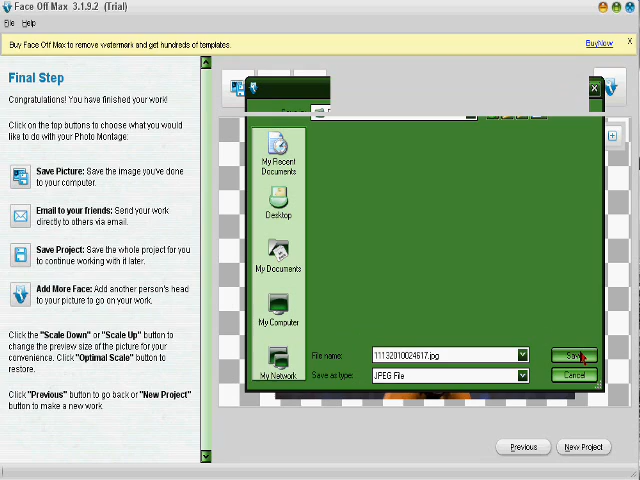 Face Off Max 3.1.9.2 (Trial)
File Help
Buy Face Off Max to remove watermark and get hundreds of templates.
BuyNow
X
Final Step
Congratulations! You have finished your work!
Click on the top buttons to choose what you would
like to do with your Photo Montage:
Save Picture: Save the image you've done
to your computer.
Email to your friends: Send your work
directly to others via email.
Save Project: Save the whole project for you
to continue working with it later.
Add More Face: Add another person's head
to your picture to go on your work.
Click the "Scale Down" or "Scale Up" button to
change the preview size of the picture for your
convenience. Click "Optimal Scale" button to
restore.
Click "Previous" button to go back or "New Project"
button to make a new work.
My Recent
Documents
Desktop
My Documents
My Computer
My Network
File name:
11132010024617.jpg
Save
Save as type:
JPEG File
Cancel
Previous
New Project